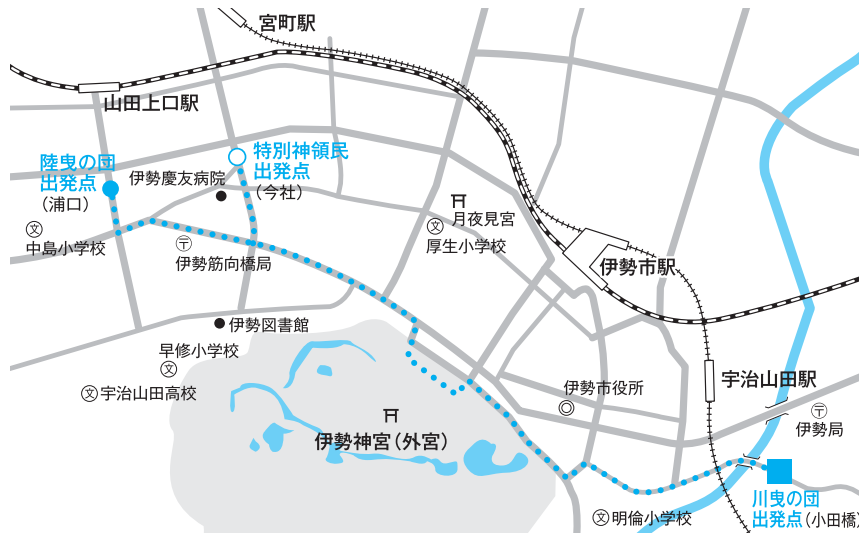 宮町駅
山田上口駅
特別神領民
出発点
(今社)
陸曳の団
出発点
(浦口)
伊勢慶友病院
文
中島小学校
〒
伊勢筋向橋局
月夜見宮
文
厚生小学校
伊勢市駅
伊勢図書館
早修小学校
文
文宇治山田高校
伊勢神宮(外宮)
伊勢市役所
宇治山田駅
〒
伊勢局
文明倫小学校
川曳の団
出発点(小田橋)